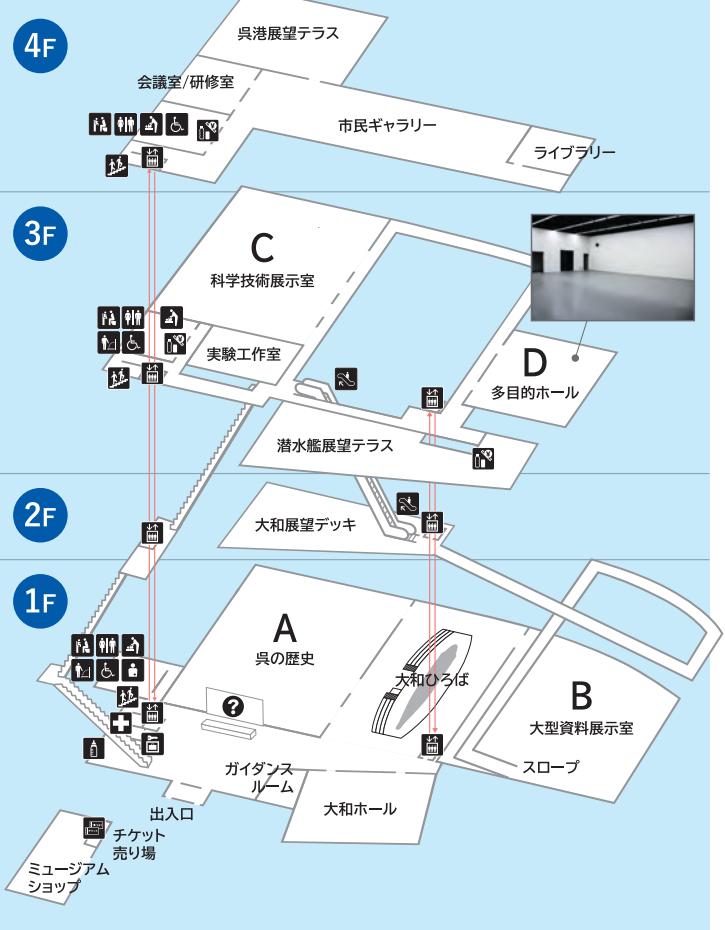 4F
呉港展望テラス
会議室/研修室
市民ギャラリー
ライブラリー
3F
C
科学技術展示室
実験工作室
D
多目的ホール
潜水艦展望テラス
2F
大和展望デッキ
1F
A
呉の歴史
大和ひろば
B
大型資料展示室
?
スロープ
ガイダンス
ルーム
大和ホール
出入口
チケット
売り場
ミュージアム
ショップ